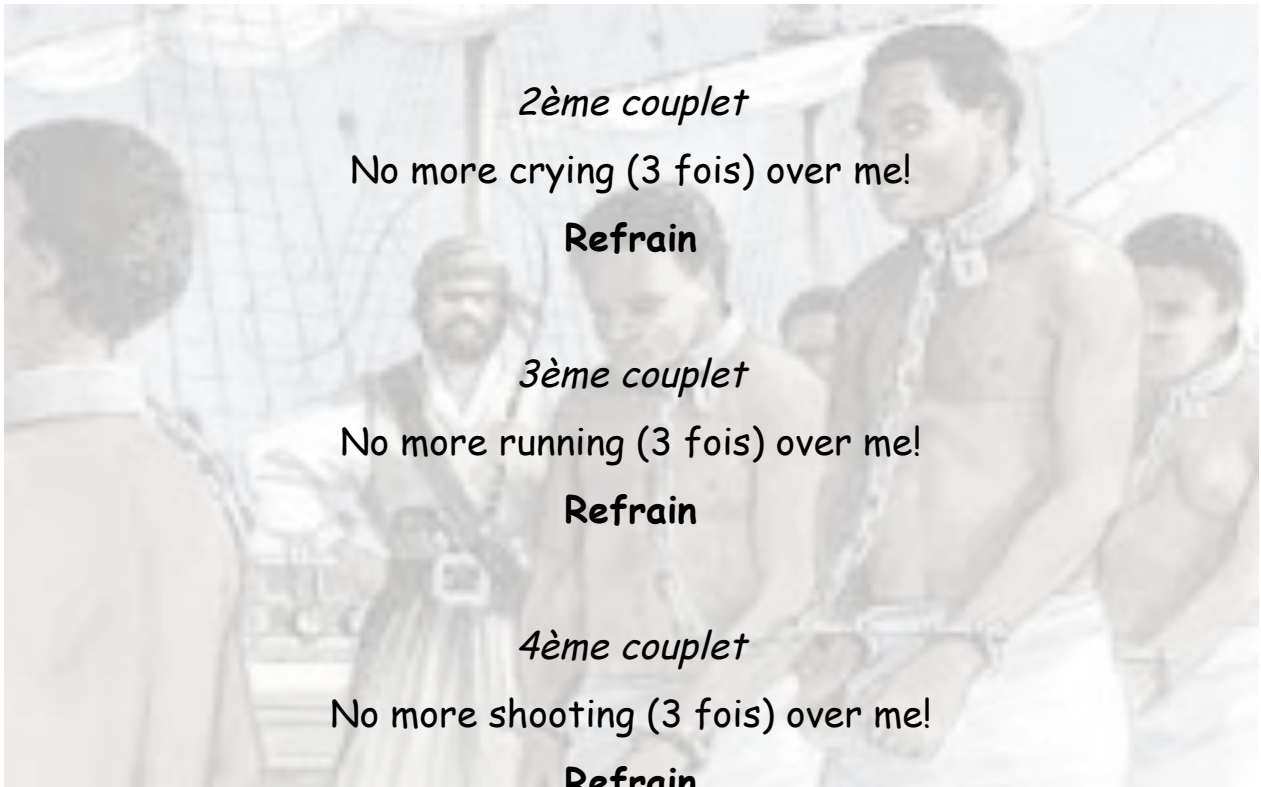 2ème couplet
No more crying (3 fois) over me!
Refrain
3ème couplet
No more running (3 fois) over me!
Refrain
4ème couplet
No more shooting (3 fois) over me!
Refrain